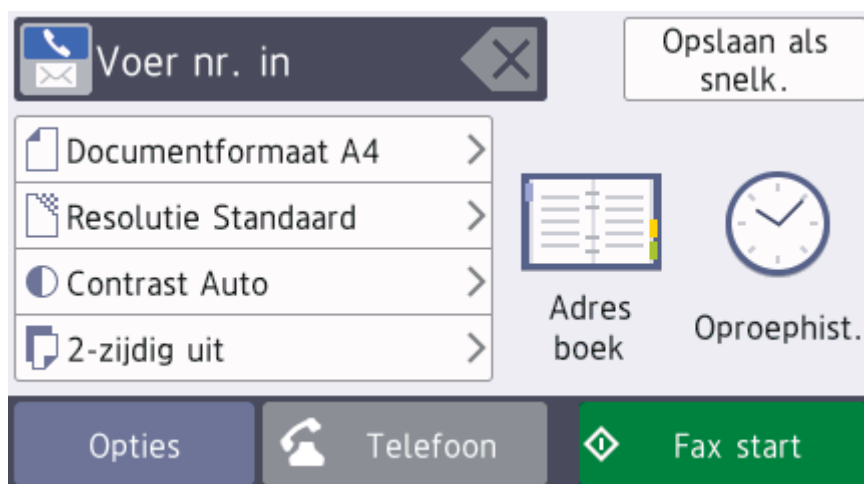 Voer nr. in
Opslaan als
snelk.
Documentformaat A4
Resolutie Standaard
Contrast Auto
2-zijdig uit
Adres
boek
Oproephist.
Opties
Telefoon
Fax start